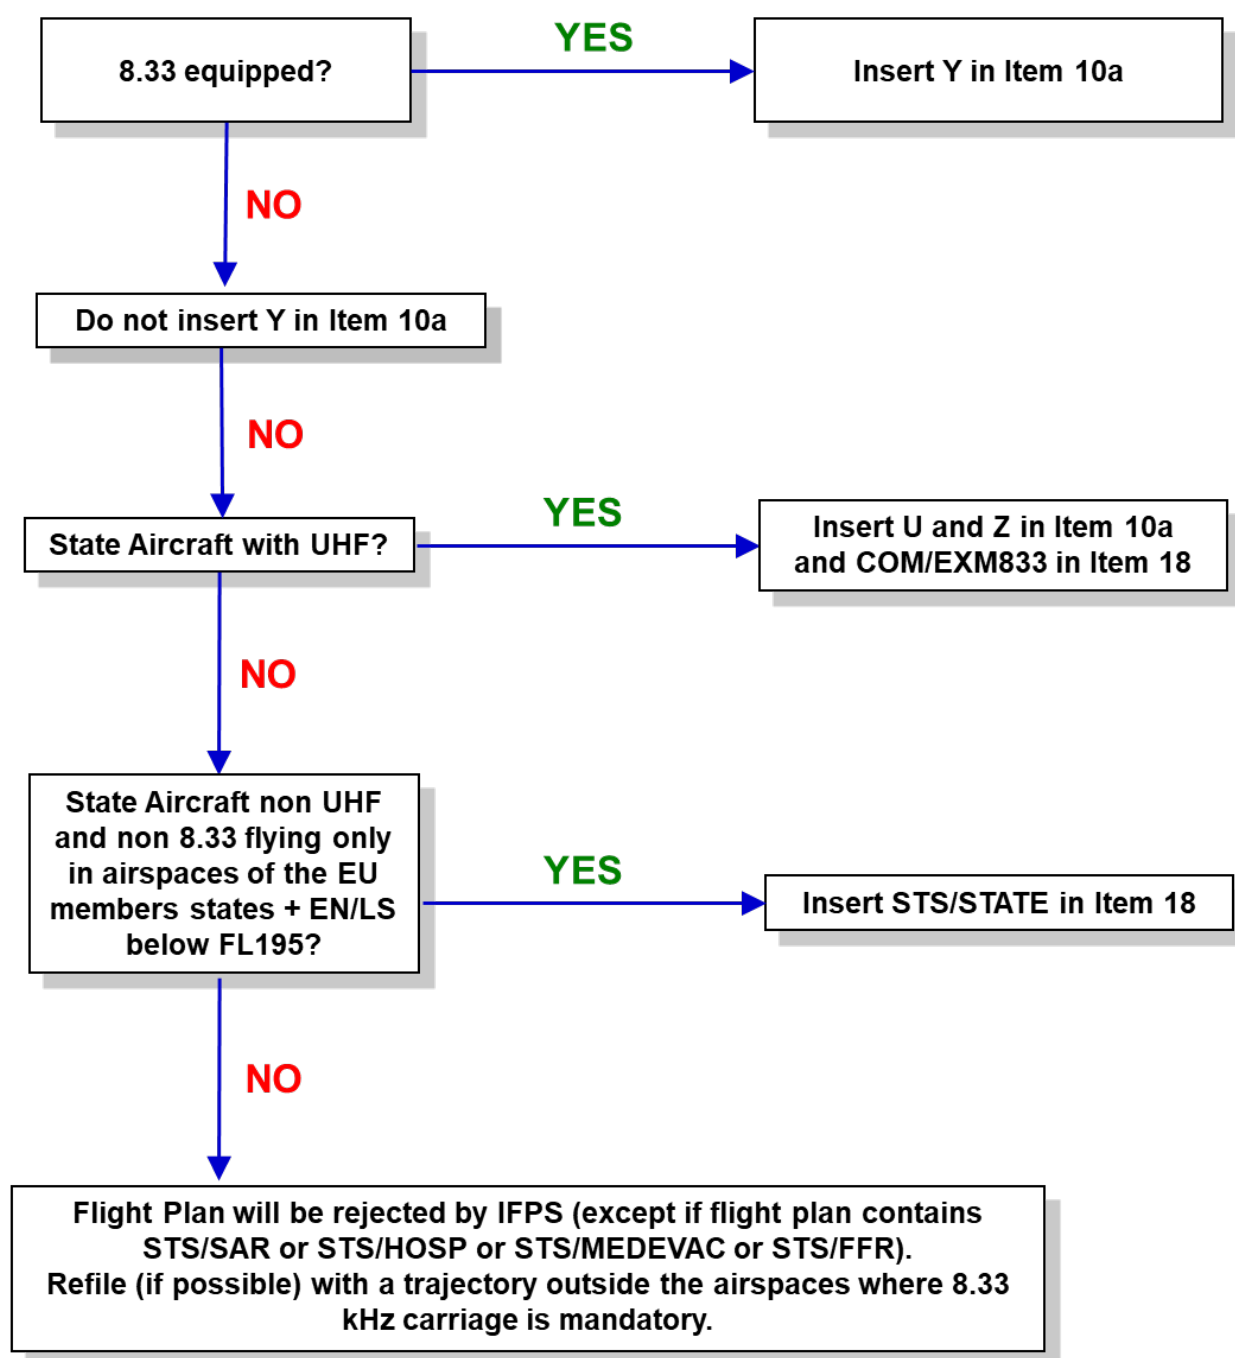 8.33 equipped?
YES
Insert Y in Item 10a
NO
Do not insert Y in Item 10a
NO
State Aircraft with UHF?
YES
Insert U and Z in Item 10a
and COM/EXM833 in Item 18
NO
State Aircraft non UHF
and non 8.33 flying only
in airspaces of the EU
members states + EN/LS
below FL195?
YES
Insert STS/STATE in Item 18
NO
Flight Plan will be rejected by IFPS (except if flight plan contains
STS/SAR or STS/HOSP or STS/MEDEVAC or STS/FFR).
Refile (if possible) with a trajectory outside the airspaces where 8.33
kHz carriage is mandatory.